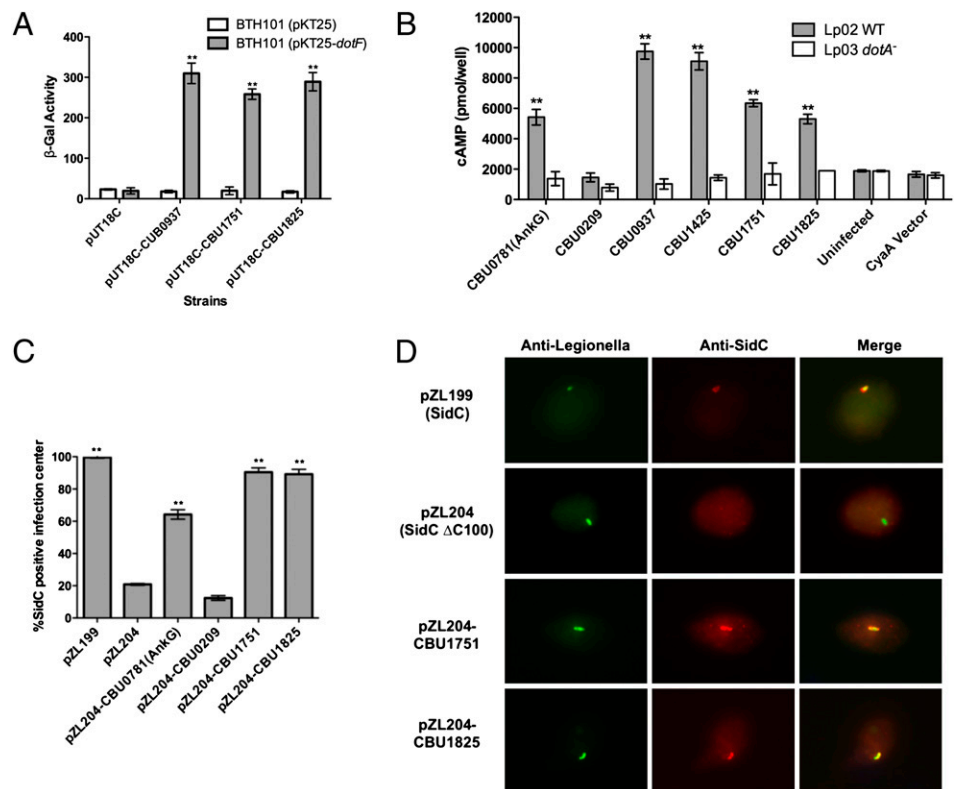 A
BTH101 (pKT25)
BTH101 (pKT25-dotF)
β-Gal Activity
400
300
200
100
0
**
**
**
pUT18C
pUT18C-CUB0937
pUT18C-CBU1751
pUT18C-CBU1825
Strains
B
Lp02 WT
Lp03 dotA-
cAMP (pmol/well)
12000
10000
8000
6000
4000
2000
0
**
**
**
**
**
CBU0781(AnkG)
CBU0209
CBU0937
CBU1425
CBU1751
CBU1825
Uninfected
CyaA Vector
C
%SidC positive infection center
100
80
60
40
20
0
**
**
**
**
pZL199
pZL204
pZL204-CBU0781(AnkG)
pZL204-CBU0209
pZL204-CBU1751
pZL204-CBU1825
D
Anti-Legionella
Anti-SidC
Merge
pZL199
(SidC)
pZL204
(SidC ΔC100)
pZL204-
CBU1751
pZL204-
CBU1825